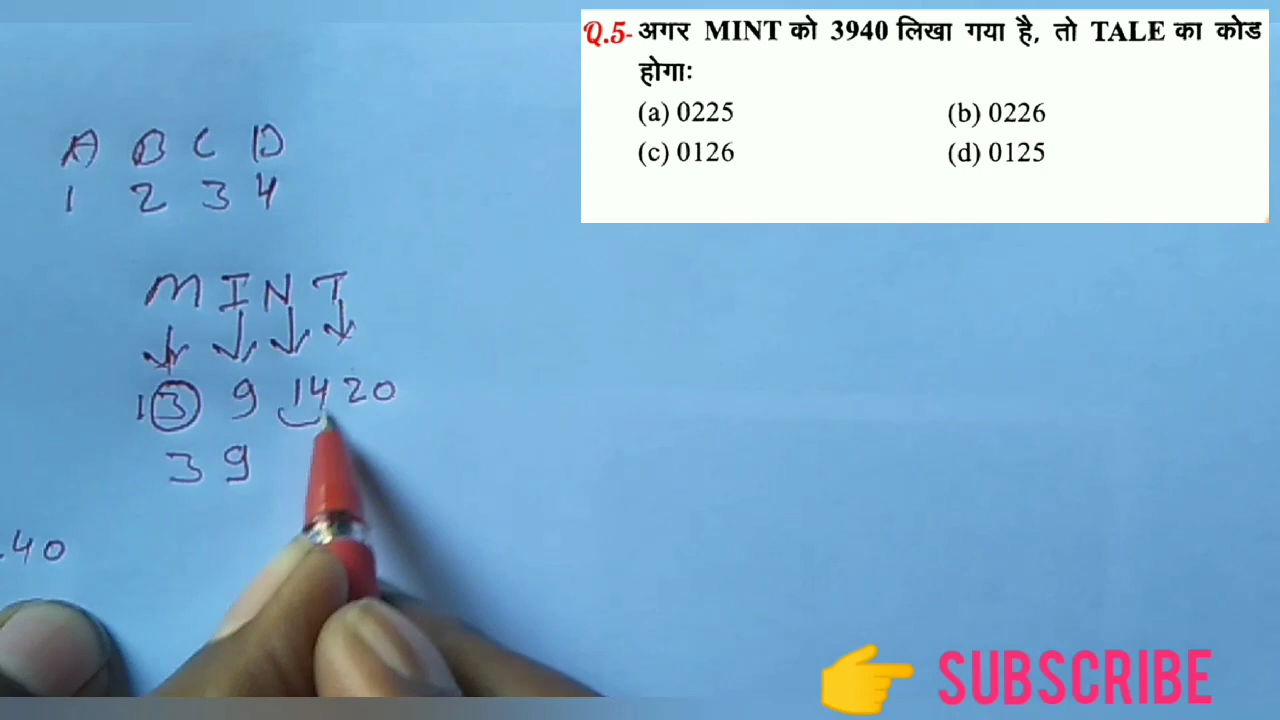 Q.5- अगर MINT को 3940 लिखा गया है, तो TALE का कोड
होगाः
(a) 0225 (b) 0226
(c) 0126 (d) 0125
A B C D
1 2 3 4
M I N T
13 9 14 20
3 9
40
SUBSCRIBE